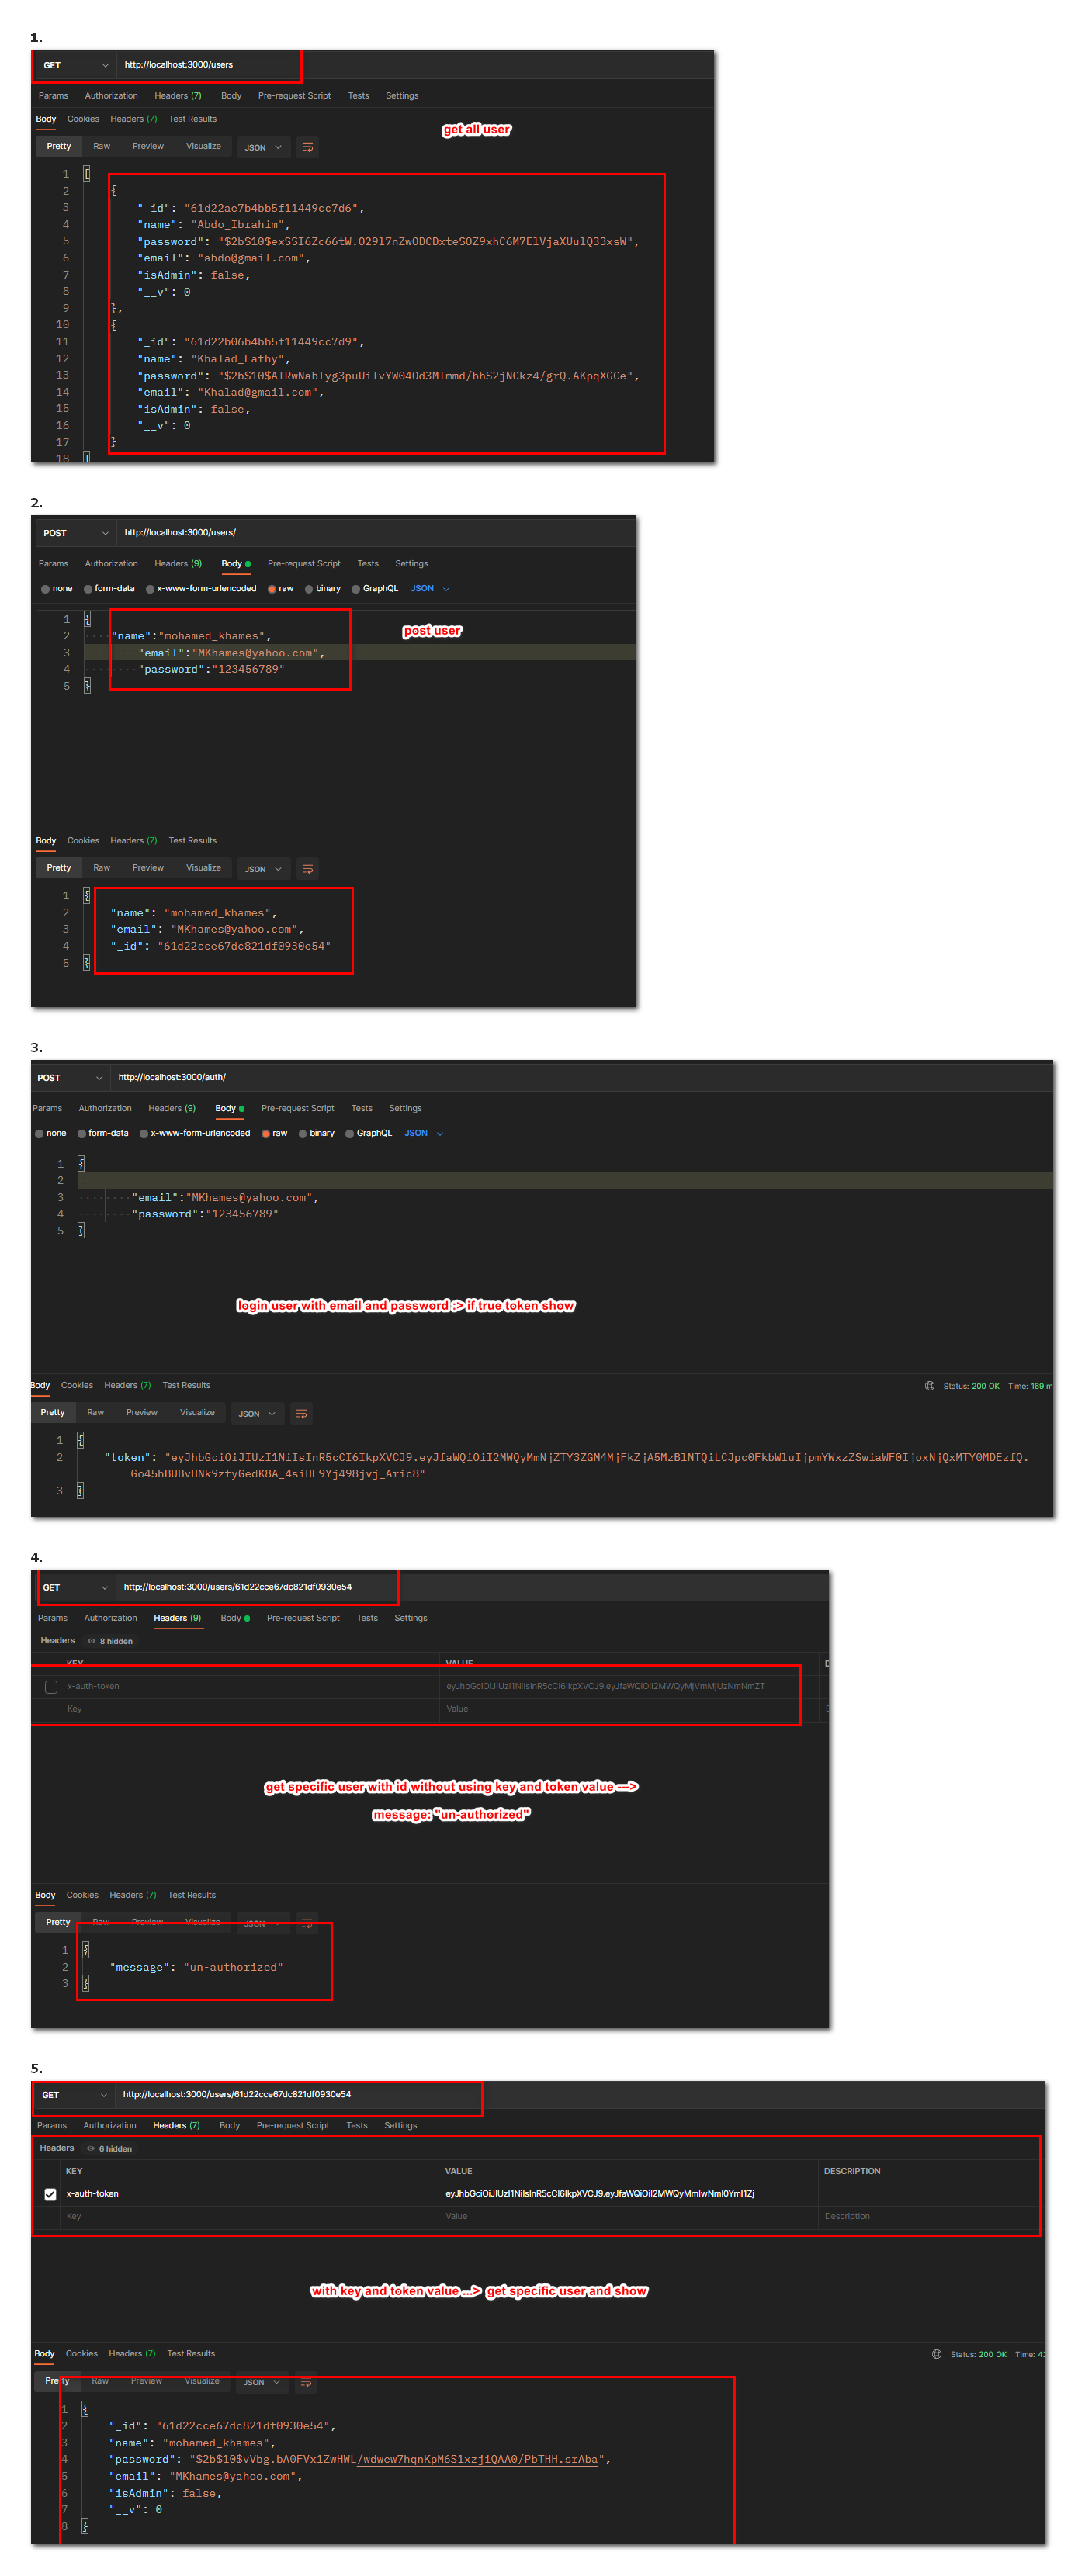 1.
GET http://localhost:3000/users
Params Authorization Headers (7) Body Pre-request Script Tests Settings
Body Cookies Headers (7) Test Results
get all user
Pretty Raw Preview Visualize JSON
1 [
2 {
3 "_id": "61d22ae7b4bb5f11449cc7d6",
4 "name": "Abdo_Ibrahim",
5 "password": "$2b$10$exSSI6Zc66tW.O29l7nZwODCDxteSOZ9xhC6M7ElVjaXUulQ33xsW",
6 "email": "abdo@gmail.com",
7 "isAdmin": false,
8 "__v": 0
9 },
10 {
11 "_id": "61d22b06b4bb5f11449cc7d9",
12 "name": "Khalad_Fathy",
13 "password": "$2b$10$ATRwNablyg3puUilvYW04Od3MImmd/bhS2jNCkz4/grQ.AKpqXGCe",
14 "email": "Khalad@gmail.com",
15 "isAdmin": false,
16 "__v": 0
17 }
18 ]
2.
POST http://localhost:3000/users/
Params Authorization Headers (9) Body Pre-request Script Tests Settings
none form-data x-www-form-urlencoded raw binary GraphQL JSON
1 {
2 "name":"mohamed_khames",
post user
3 "email":"MKhames@yahoo.com",
4 "password":"123456789"
5 }
Body Cookies Headers (7) Test Results
Pretty Raw Preview Visualize JSON
1 {
2 "name": "mohamed_khames",
3 "email": "MKhames@yahoo.com",
4 "_id": "61d22cce67dc821df0930e54"
5 }
3.
POST http://localhost:3000/auth/
Params Authorization Headers (9) Body Pre-request Script Tests Settings
none form-data x-www-form-urlencoded raw binary GraphQL JSON
1 {
2
3 "email":"MKhames@yahoo.com",
4 "password":"123456789"
5 }
login user with email and password :> if true token show
Body Cookies Headers (7) Test Results Status: 200 OK Time: 169 m
Pretty Raw Preview Visualize JSON
1 {
2 "token": "eyJhbGciOiJIUzI1NiIsInR5cCI6IkpXVCJ9.eyJfaWQiOiI2MWQyMmNjZTY3ZGM4MjFkZjA5MzBlNTQiLCJpc0FkbWluIjpmYWxzZSwiaWF0IjoxNjQxMTY0MDEzfQ.
Go45hBUBvHNk9ztyGedK8A_4siHF9Yj498jvj_Aric8"
3 }
4.
GET http://localhost:3000/users/61d22cce67dc821df0930e54
Params Authorization Headers (9) Body Pre-request Script Tests Settings
Headers 8 hidden
KEY VALUE D
x-auth-token eyJhbGciOiJIUzI1NiIsInR5cCI6IkpXVCJ9.eyJfaWQiOiI2MWQyMjVmMjUzNmNmZT
Key Value D
get specific user with id without using key and token value --->
message: "un-authorized"
Body Cookies Headers (7) Test Results
Pretty Raw Preview Visualize JSON
1 {
2 "message": "un-authorized"
3 }
5.
GET http://localhost:3000/users/61d22cce67dc821df0930e54
Params Authorization Headers (7) Body Pre-request Script Tests Settings
Headers 6 hidden
KEY VALUE DESCRIPTION
x-auth-token eyJhbGciOiJIUzI1NiIsInR5cCI6IkpXVCJ9.eyJfaWQiOiI2MWQyMmIwNmI0YmI1Zj
Key Value Description
with key and token value ...> get specific user and show
Body Cookies Headers (7) Test Results Status: 200 OK Time: 4
Pretty Raw Preview Visualize JSON
1 {
2 "_id": "61d22cce67dc821df0930e54",
3 "name": "mohamed_khames",
4 "password": "$2b$10$vVbg.bA0FVx1ZwHWL/wdwew7hqnKpM6S1xzjiQAA0/PbTHH.srAba",
5 "email": "MKhames@yahoo.com",
6 "isAdmin": false,
7 "__v": 0
8 }